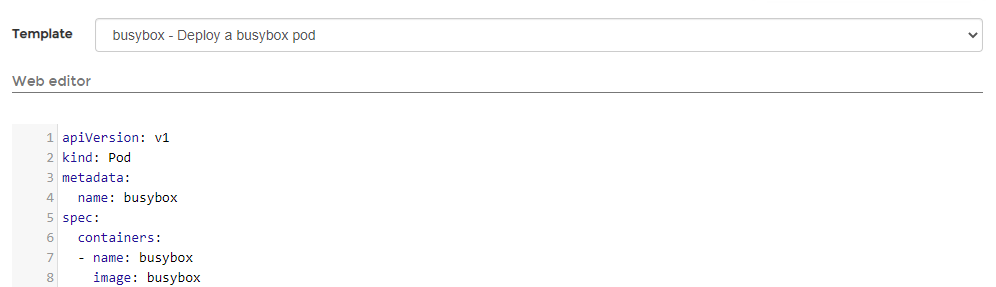 Template busybox - Deploy a busybox pod
Web editor
1 apiVersion: v1
2 kind: Pod
3 metadata:
4   name: busybox
5 spec:
6   containers:
7   - name: busybox
8     image: busybox